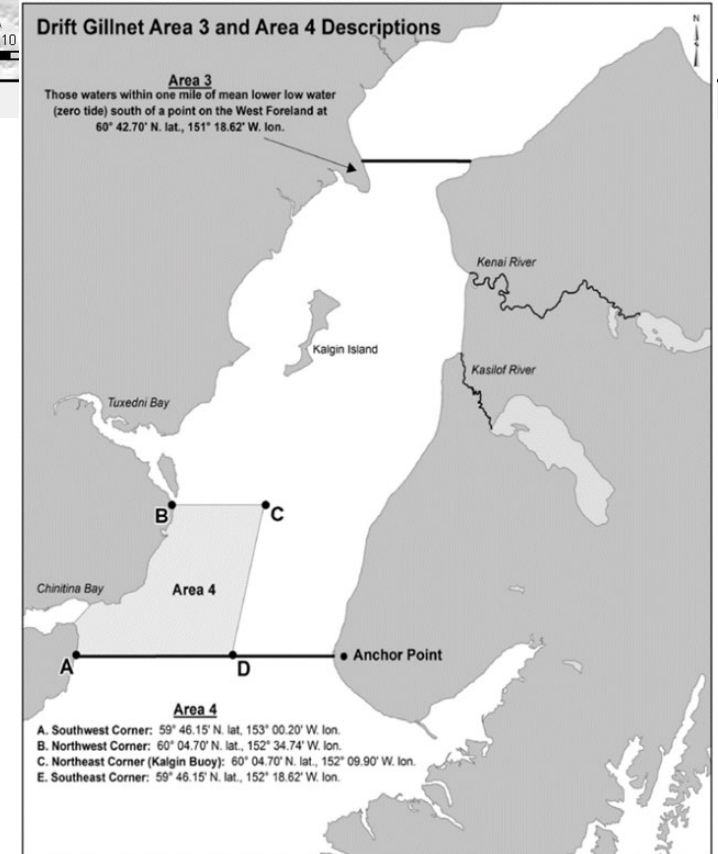 10
Drift Gillnet Area 3 and Area 4 Descriptions
N
Area 3
Those waters within one mile of mean lower low water
(zero tide) south of a point on the West Foreland at
60° 42.70' N. lat., 151° 18.62' W. lon.
Kenai River
Kalgin Island
Kasilof River
Tuxedni Bay
B
C
Chinitina Bay
Area 4
A
D
Anchor Point
Area 4
A. Southwest Corner: 59° 46.15' N. lat, 153° 00.20' W. lon.
B. Northwest Corner: 60° 04.70' N. lat., 152° 34.74' W. lon.
C. Northeast Corner (Kalgin Buoy): 60° 04.70' N. lat., 152° 09.90' W. lon.
E. Southeast Corner: 59° 46.15' N. lat., 152° 18.62' W. lon.